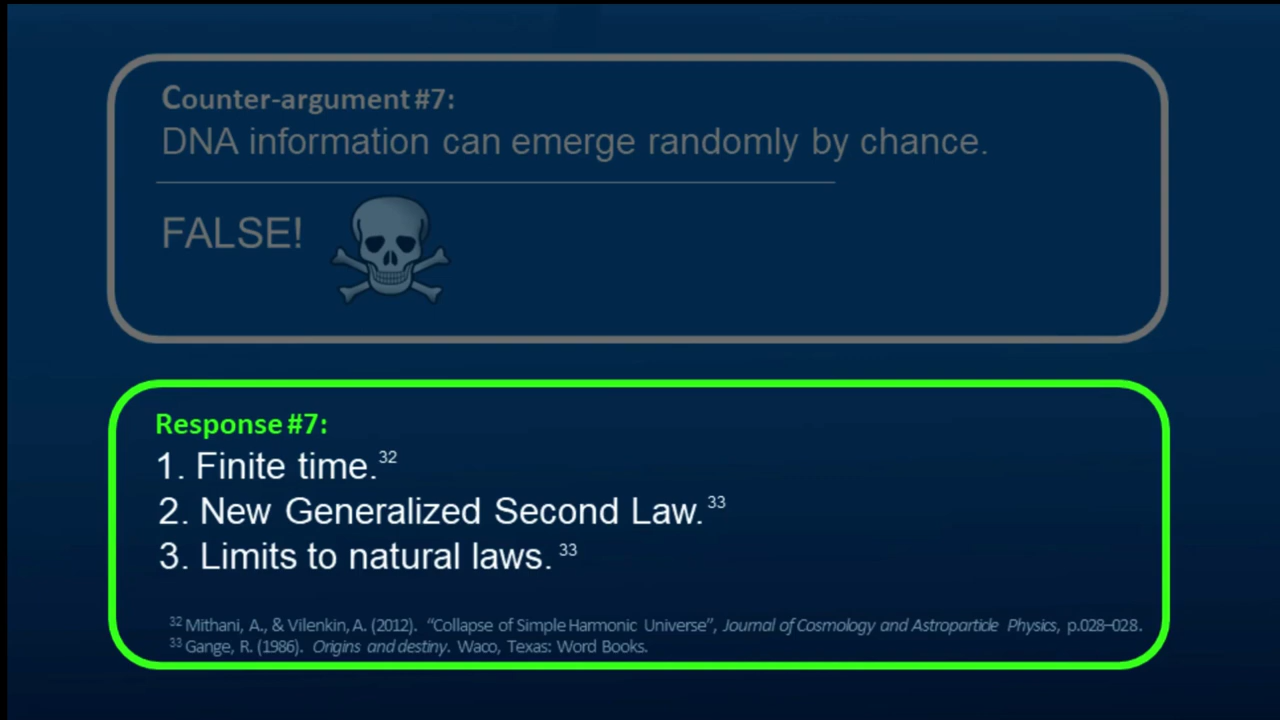 Counter-argument #7:
DNA information can emerge randomly by chance.
FALSE!
Response #7:
1. Finite time.32
2. New Generalized Second Law.33
3. Limits to natural laws.33
32 Mithani, A., & Vilenkin, A. (2012). “Collapse of Simple Harmonic Universe”, Journal of Cosmology and Astroparticle Physics, p.028–028.
33 Gange, R. (1986). Origins and destiny. Waco, Texas: Word Books.